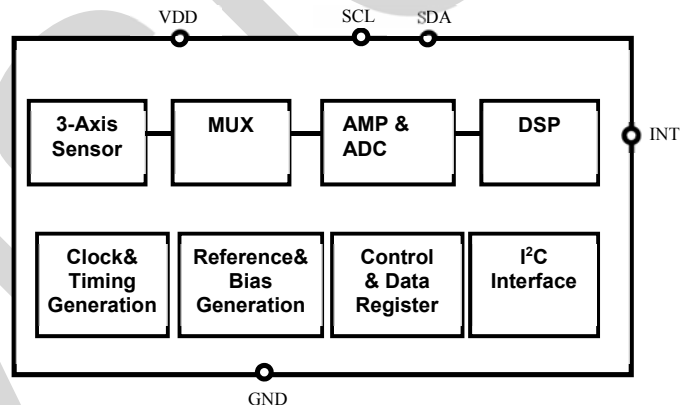 VDD
SCL
SDA
3-Axis
Sensor
MUX
AMP &
ADC
DSP
INT
Clock&
Timing
Generation
Reference&
Bias
Generation
Control
& Data
Register
I²C
Interface
GND